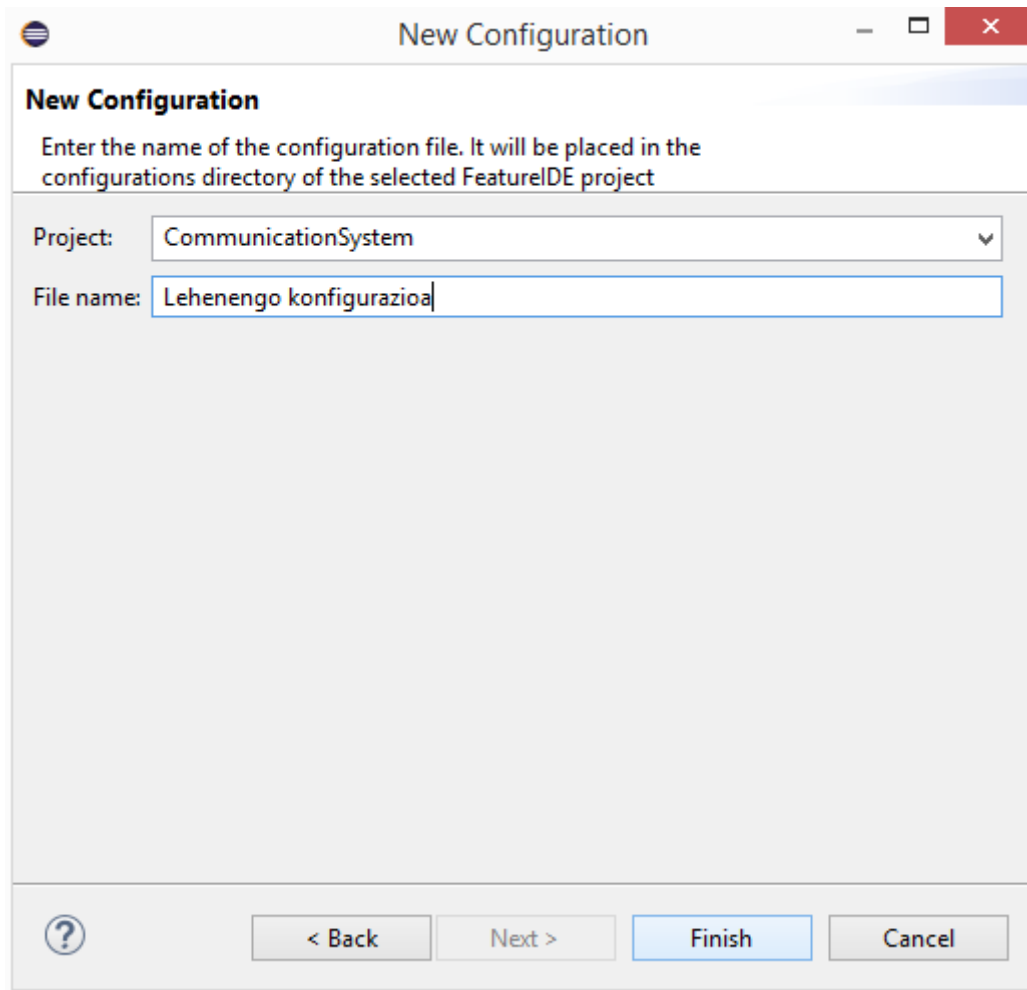 New Configuration
New Configuration
Enter the name of the configuration file. It will be placed in the
configurations directory of the selected FeatureIDE project
Project: CommunicationSystem
File name: Lehenengo konfigurazioa
< Back Next > Finish Cancel